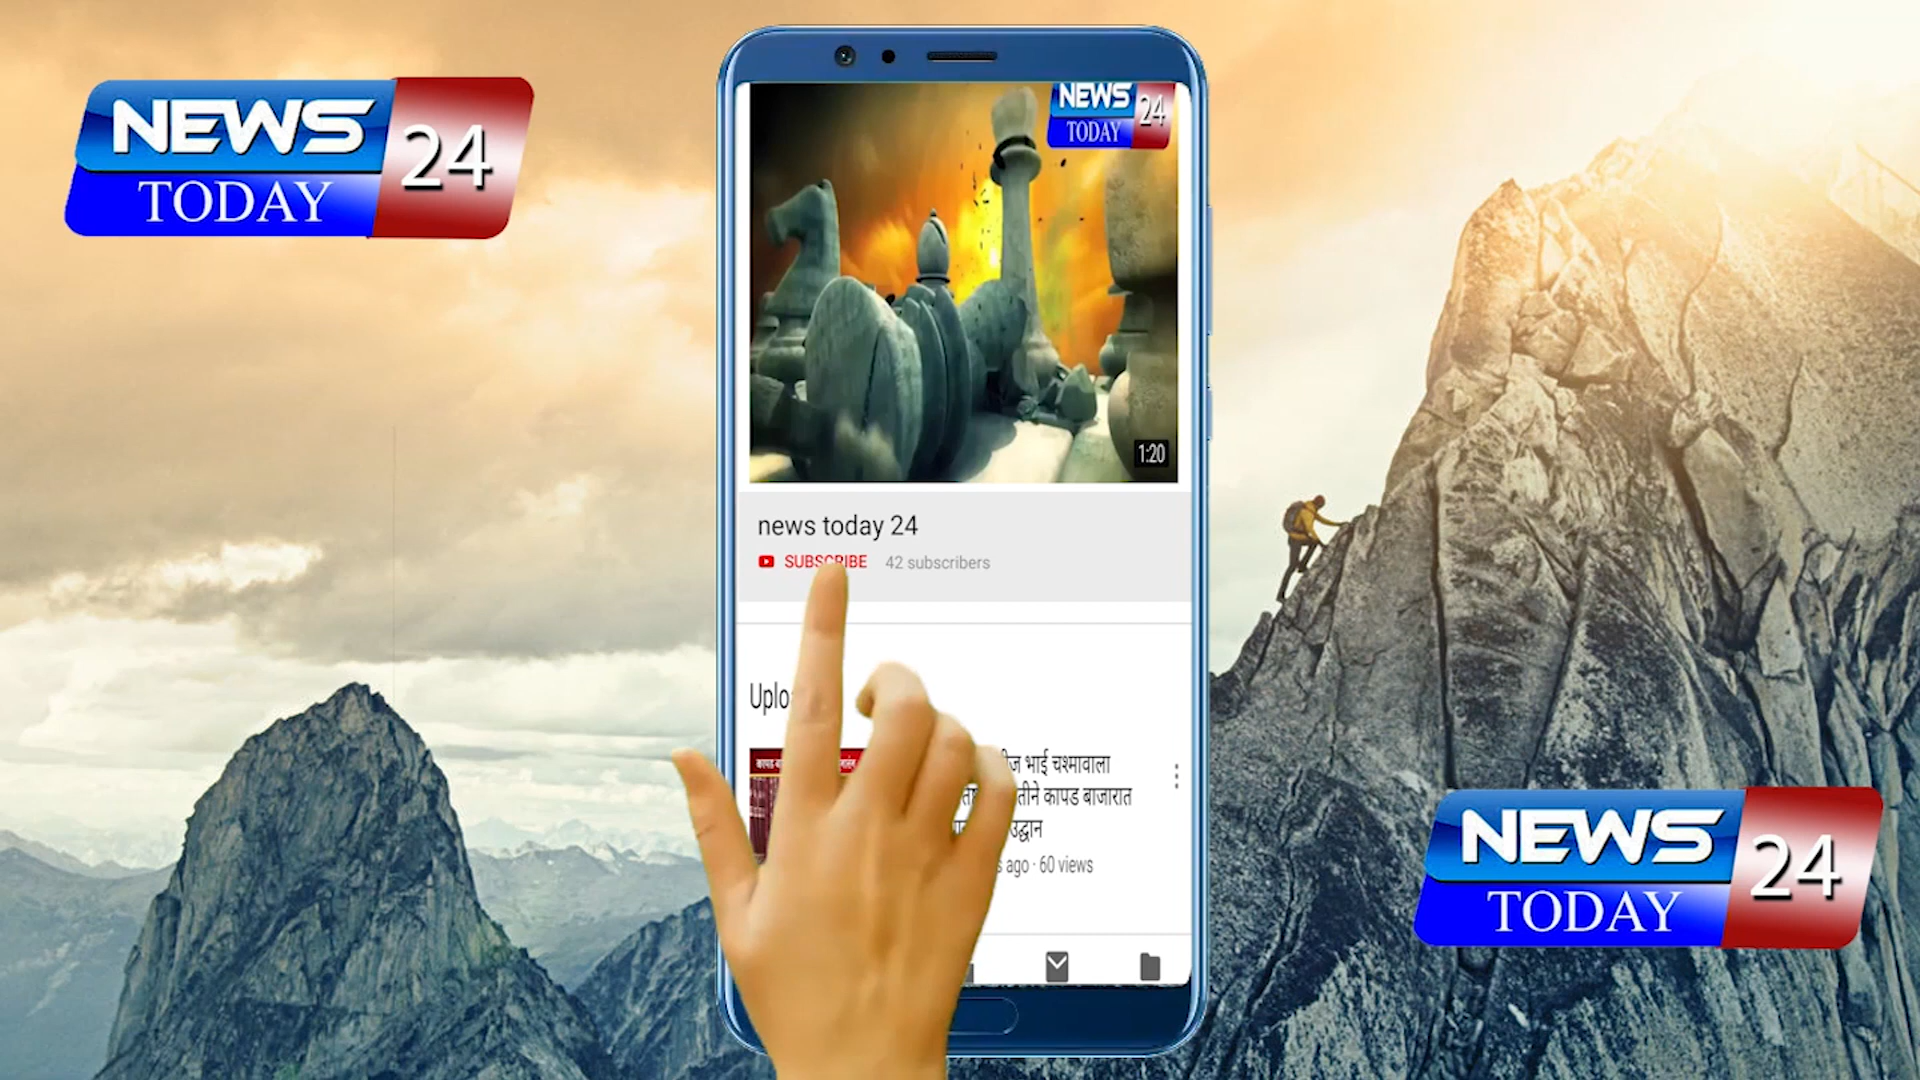 NEWS
24
TODAY
NEWS
24
TODAY
1:20
news today 24
SUBSCRIBE 42 subscribers
भाई चश्मावाला
कापड बाजारात
उद्घान
ago · 60 views
NEWS
24
TODAY